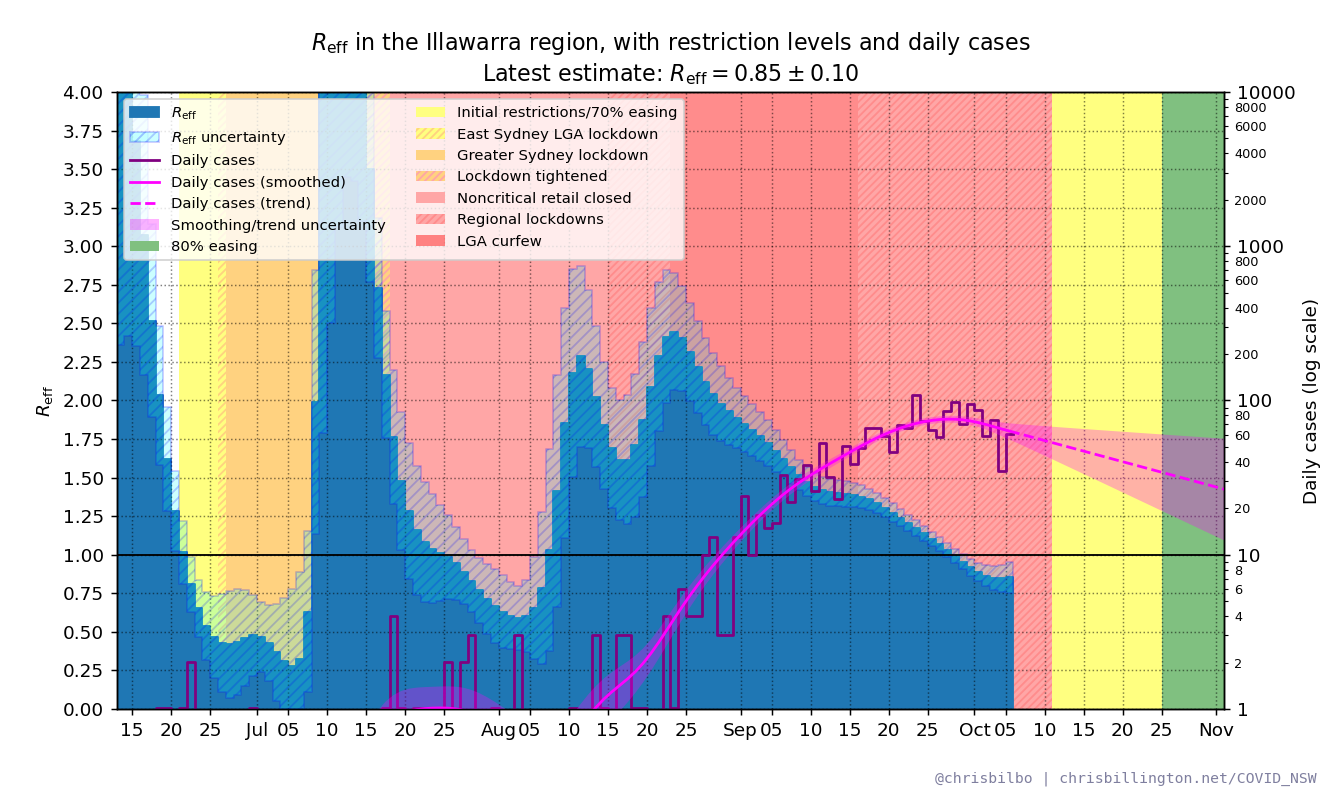 Reff in the Illawarra region, with restriction levels and daily cases
Latest estimate: Reff = 0.85 ± 0.10
Reff
Reff uncertainty
Daily cases
Daily cases (smoothed)
Daily cases (trend)
Smoothing/trend uncertainty
80% easing
Initial restrictions/70% easing
East Sydney LGA lockdown
Greater Sydney lockdown
Lockdown tightened
Noncritical retail closed
Regional lockdowns
LGA curfew
Reff
4.00
3.75
3.50
3.25
3.00
2.75
2.50
2.25
2.00
1.75
1.50
1.25
1.00
0.75
0.50
0.25
0.00
10000
8000
6000
4000
2000
1000
800
600
400
200
100
80
60
40
20
10
8
6
4
2
1
Daily cases (log scale)
15 20 25 Jul 05 10 15 20 25 Aug 05 10 15 20 25 Sep 05 10 15 20 25 Oct 05 10 15 20 25 Nov
@chrisbilbo | chrisbillington.net/COVID_NSW